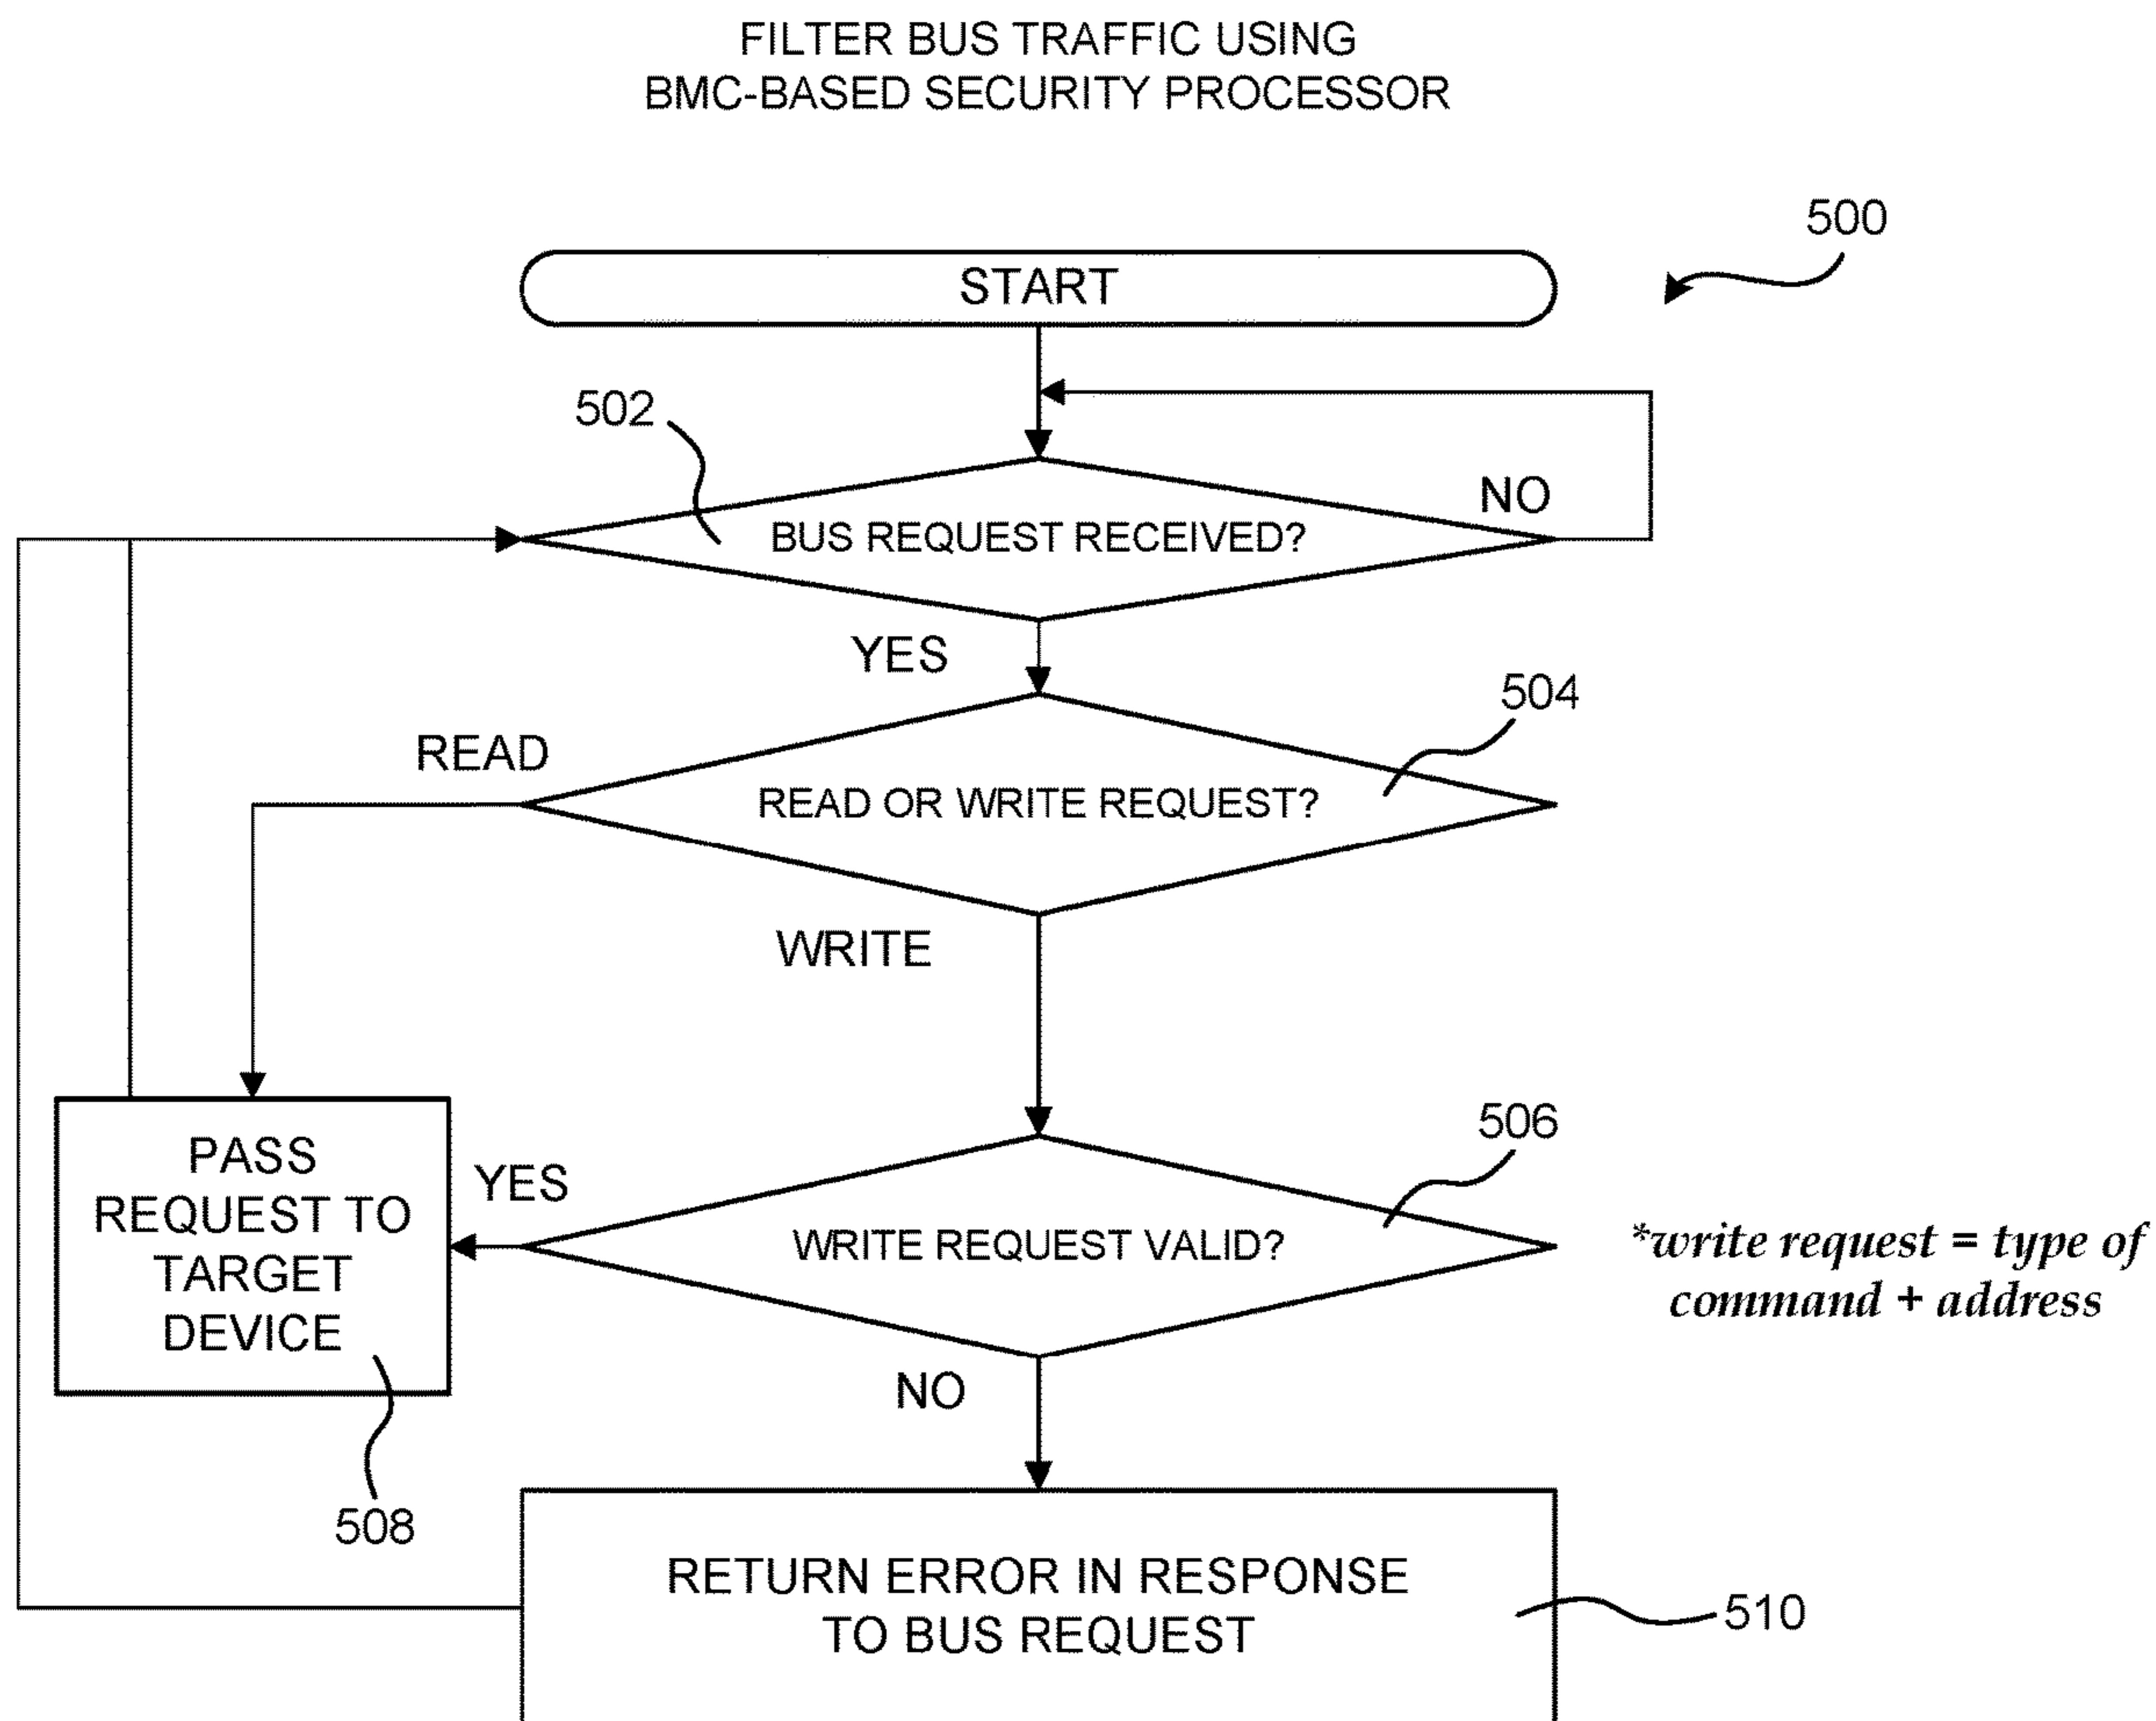 FILTER BUS TRAFFIC USING
BMC-BASED SECURITY PROCESSOR
500
START
502
NO
BUS REQUEST RECEIVED?
YES
504
READ
READ OR WRITE REQUEST?
WRITE
506
PASS
REQUEST TO
TARGET
DEVICE
YES
WRITE REQUEST VALID?
*write request = type of
command + address
NO
508
RETURN ERROR IN RESPONSE
TO BUS REQUEST
510